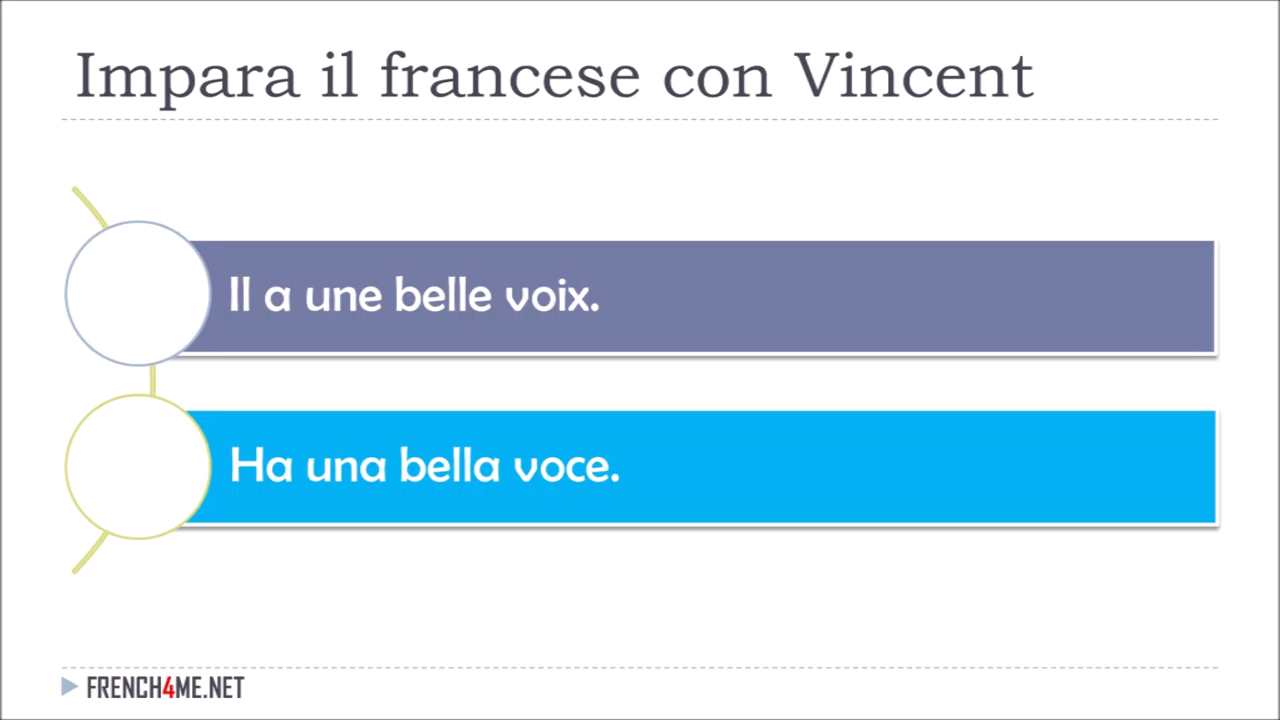 Impara il francese con Vincent
Il a une belle voix.
Ha una bella voce.
FRENCH4ME.NET